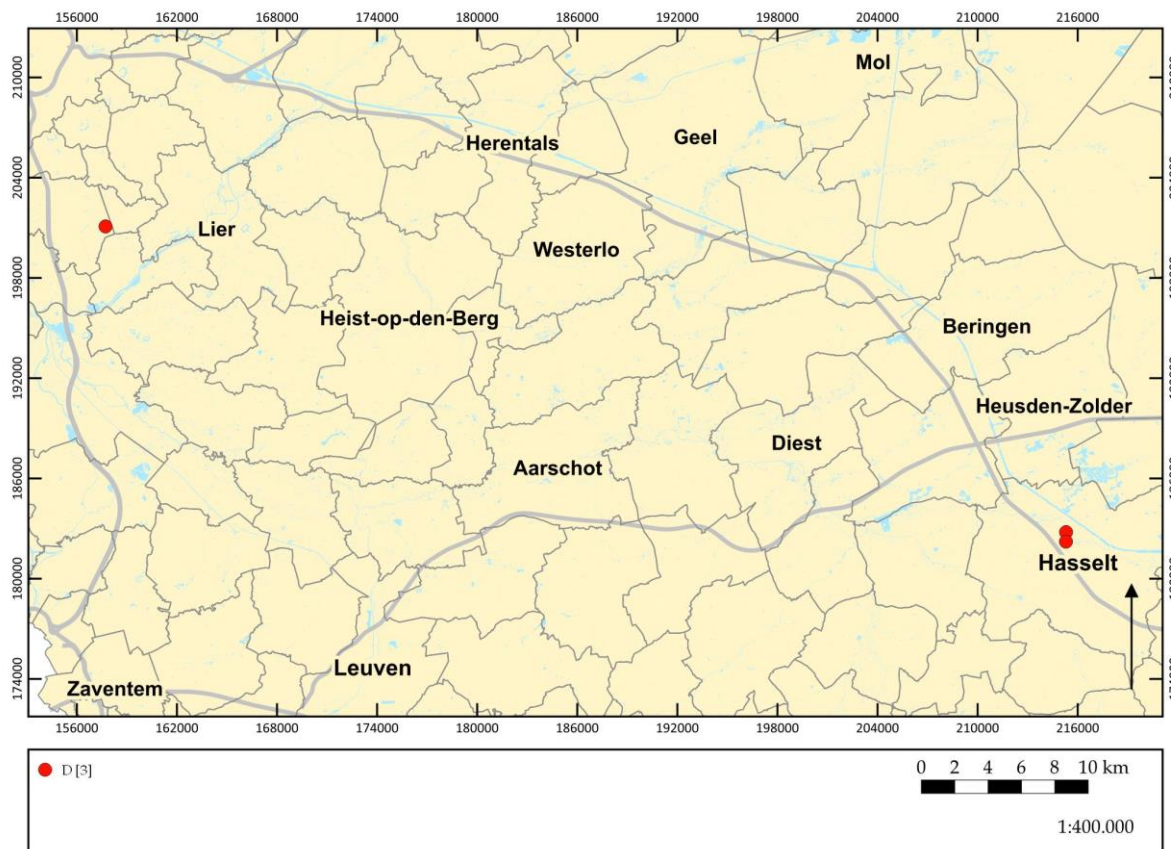 156000 162000 168000 174000 180000 186000 192000 198000 204000 210000 216000
210000
204000
198000
192000
186000
180000
174000
Mol
Herentals
Geel
Lier
Westerlo
Heist-op-den-Berg
Beringen
Heusden-Zolder
Diest
Aarschot
Hasselt
Leuven
Zaventem
156000 162000 168000 174000 180000 186000 192000 198000 204000 210000 216000
D [3]
0 2 4 6 8 10 km
1:400.000